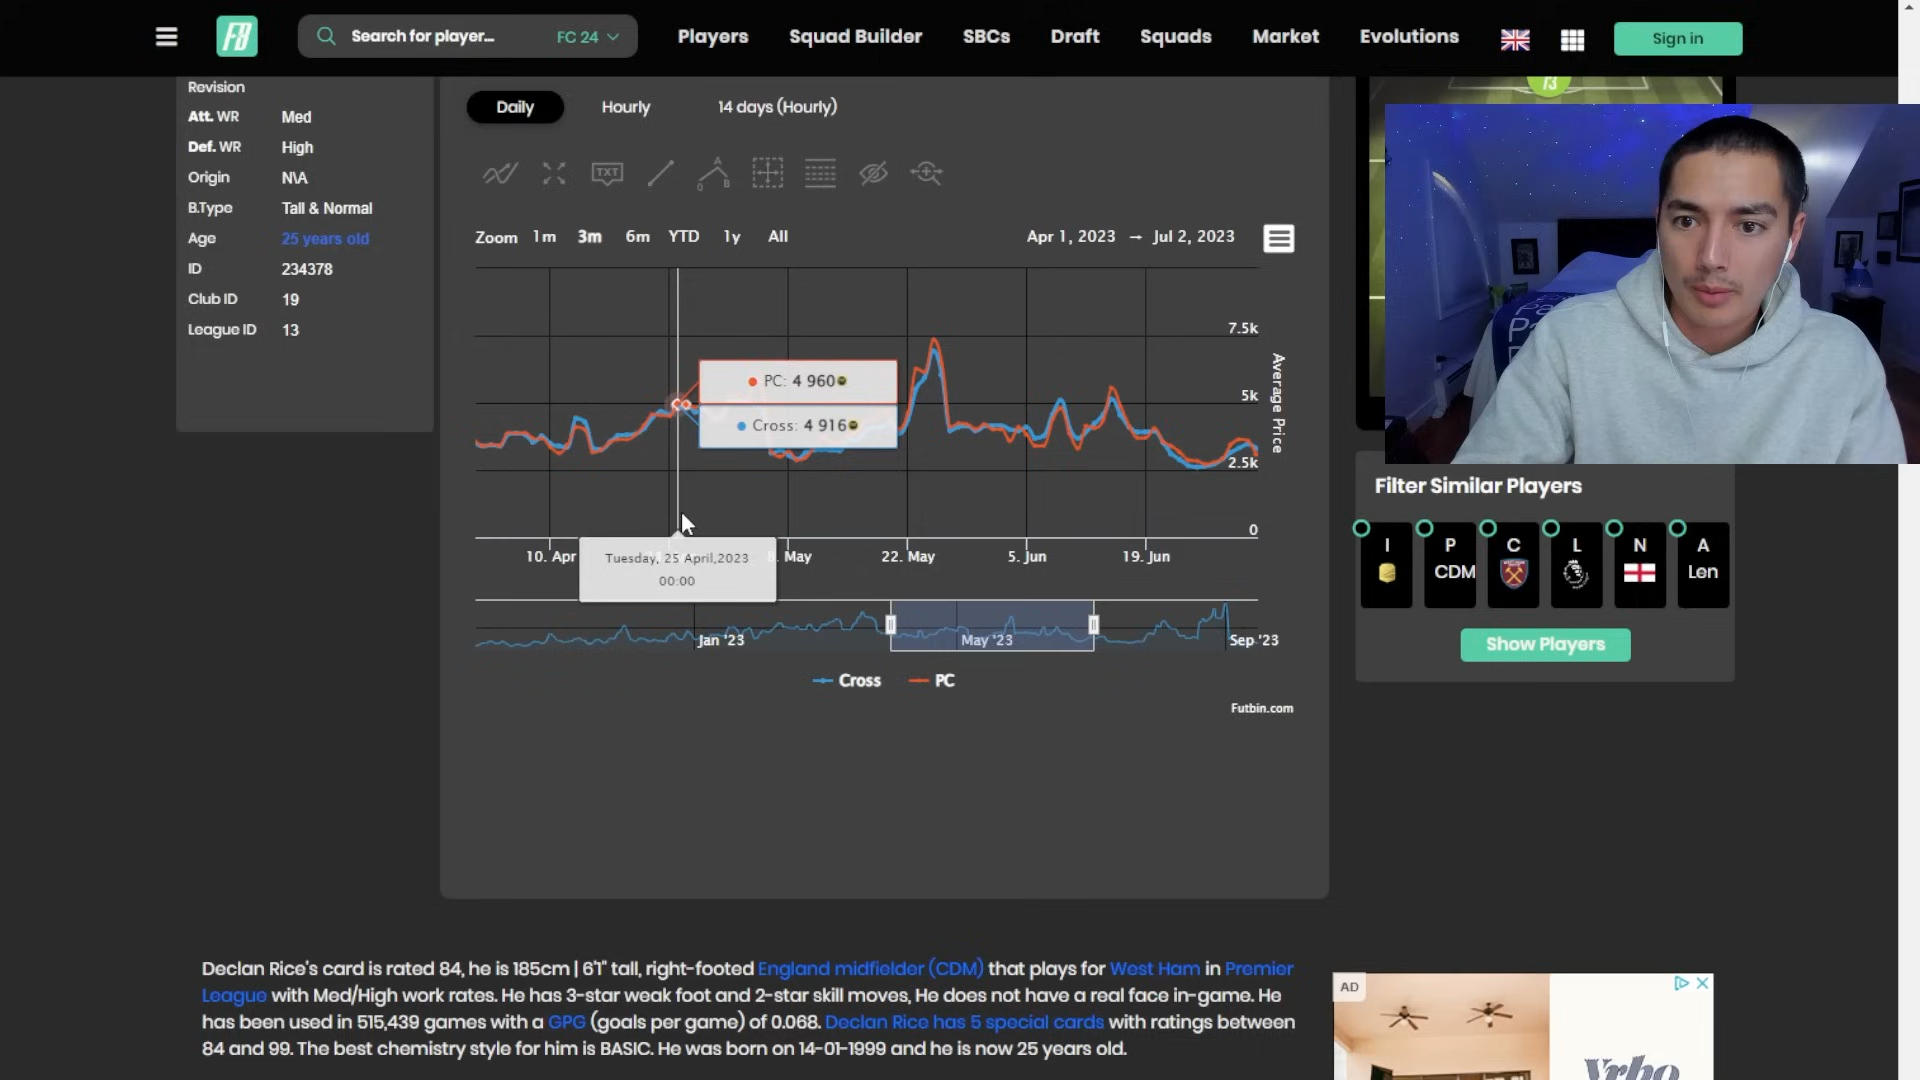 FB
Search for player...
FC 24
Players
Squad Builder
SBCs
Draft
Squads
Market
Evolutions
Sign in
Revision
Att. WR Med
Def. WR High
Origin N\A
B.Type Tall & Normal
Age 25 years old
ID 234378
Club ID 19
League ID 13
Daily
Hourly
14 days (Hourly)
TXT
A
0 B
Zoom 1m 3m 6m YTD 1y All
Apr 1, 2023 → Jul 2, 2023
7.5k
5k
2.5k
0
Average Price
PC: 4 960
Cross: 4 916
10. Apr
May
22. May
5. Jun
19. Jun
Tuesday, 25 April,2023
00:00
Jan '23
May '23
Sep '23
Cross
PC
Futbin.com
73
Filter Similar Players
I
P
CDM
C
L
N
A
Len
Show Players
Declan Rice's card is rated 84, he is 185cm | 6'1" tall, right-footed England midfielder (CDM) that plays for West Ham in Premier
League with Med/High work rates. He has 3-star weak foot and 2-star skill moves, He does not have a real face in-game. He
has been used in 515,439 games with a GPG (goals per game) of 0.068. Declan Rice has 5 special cards with ratings between
84 and 99. The best chemistry style for him is BASIC. He was born on 14-01-1999 and he is now 25 years old.
AD
Vrbo